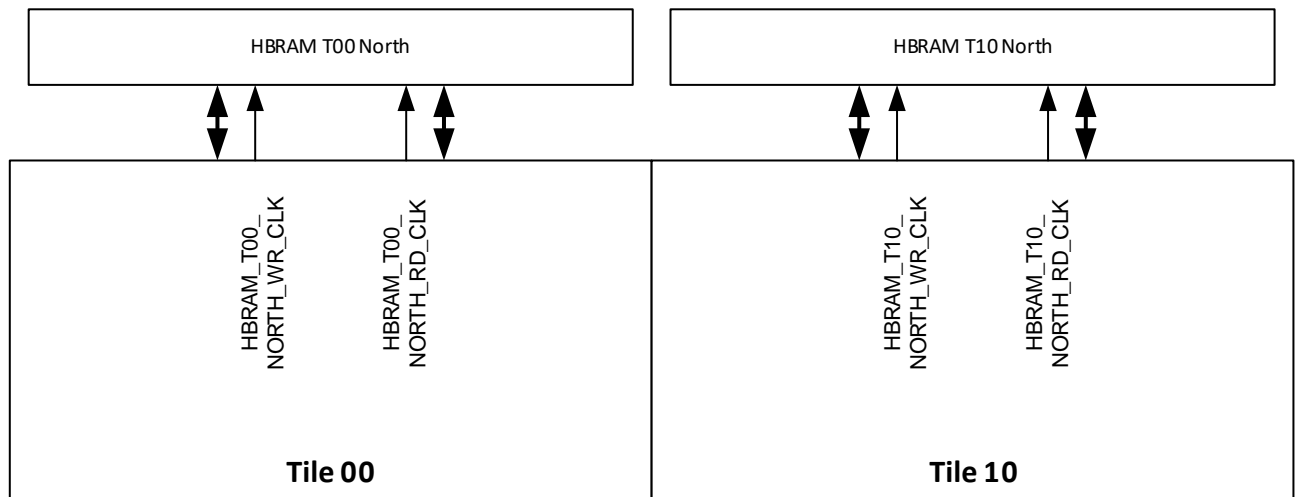 HBRAM T00 North
HBRAM T10 North
HBRAM_T00_
NORTH_WR_CLK
HBRAM_T00_
NORTH_RD_CLK
HBRAM_T10_
NORTH_WR_CLK
HBRAM_T10_
NORTH_RD_CLK
Tile 00
Tile 10